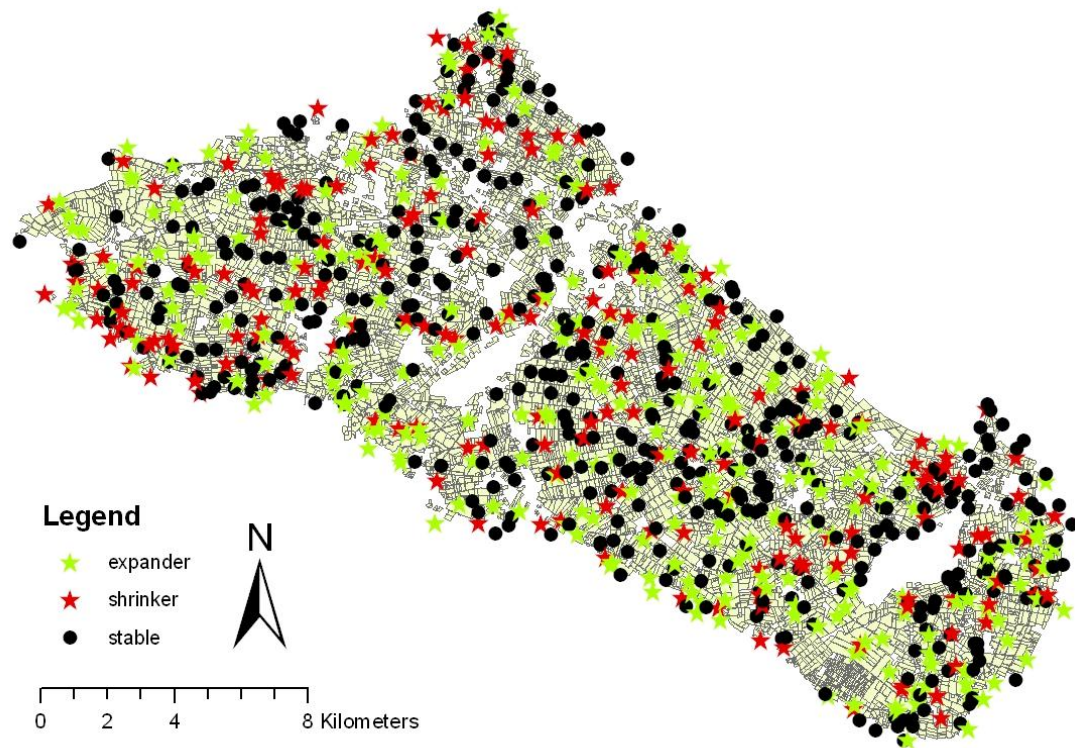 Legend
N
expander
shrinker
stable
0 2 4 8 Kilometers